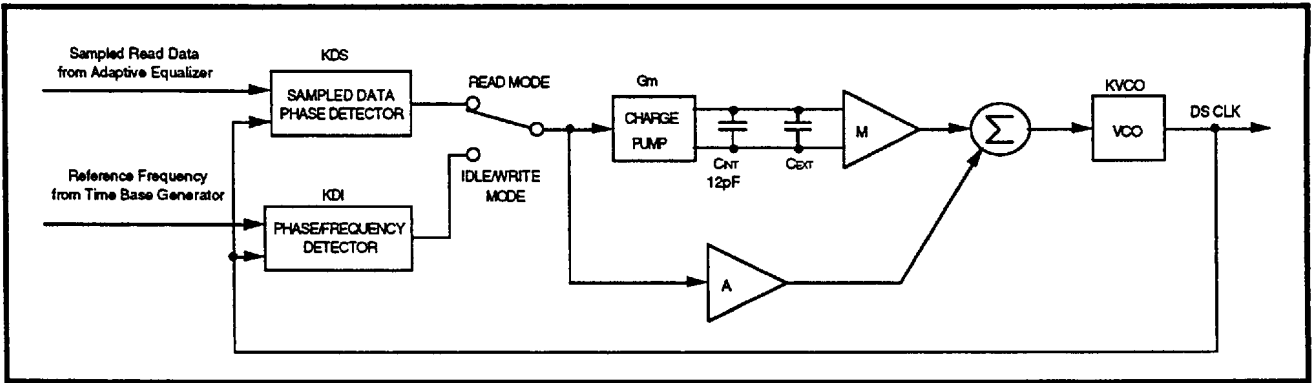 Sampled Read Data
from Adaptive Equalizer
KDS
SAMPLED DATA
PHASE DETECTOR
READ MODE
Gm
CHARGE
PUMP
CINT
12pF
CEXT
M
Σ
KVCO
VCO
DS CLK
IDLE/WRITE
MODE
Reference Frequency
from Time Base Generator
KDI
PHASE/FREQUENCY
DETECTOR
A